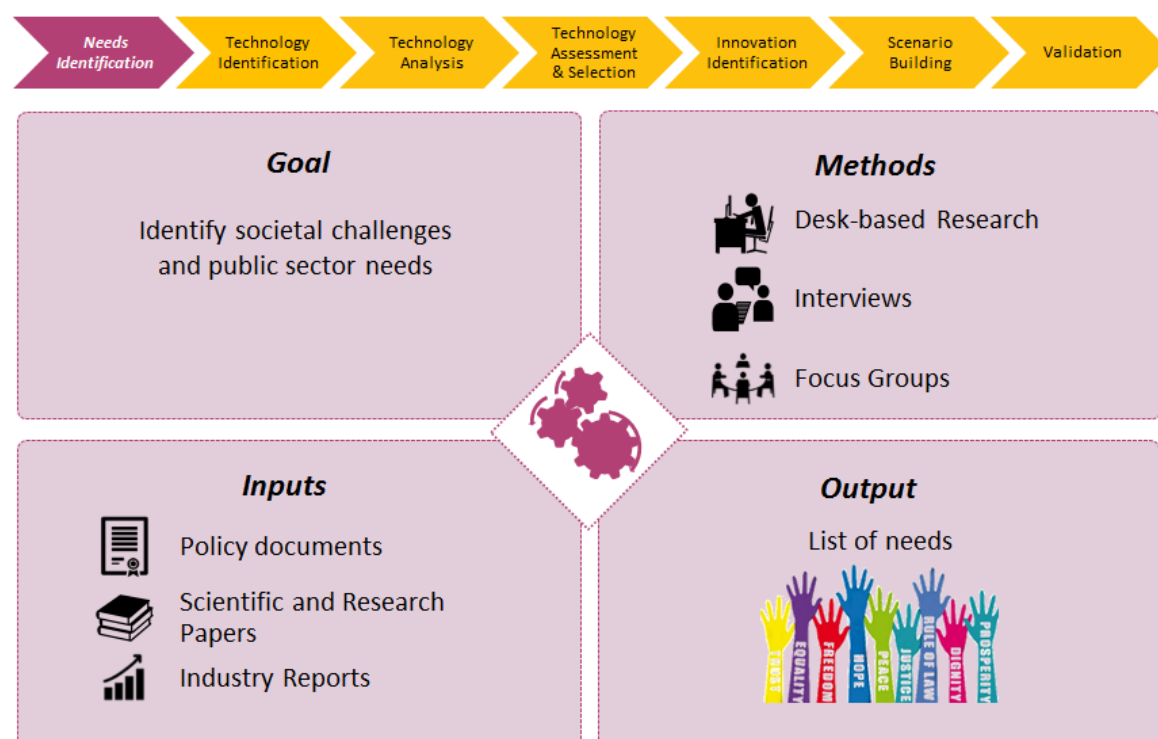 Needs
Identification
Technology
Identification
Technology
Analysis
Technology
Assessment
& Selection
Innovation
Identification
Scenario
Building
Validation
Goal
Identify societal challenges
and public sector needs
Methods
Desk-based Research
Interviews
Focus Groups
Inputs
Policy documents
Scientific and Research
Papers
Industry Reports
Output
List of needs
TRUST
EQUALITY
FREEDOM
HOPE
PEACE
JUSTICE
RULE OF LAW
DIGNITY
PROSPERITY